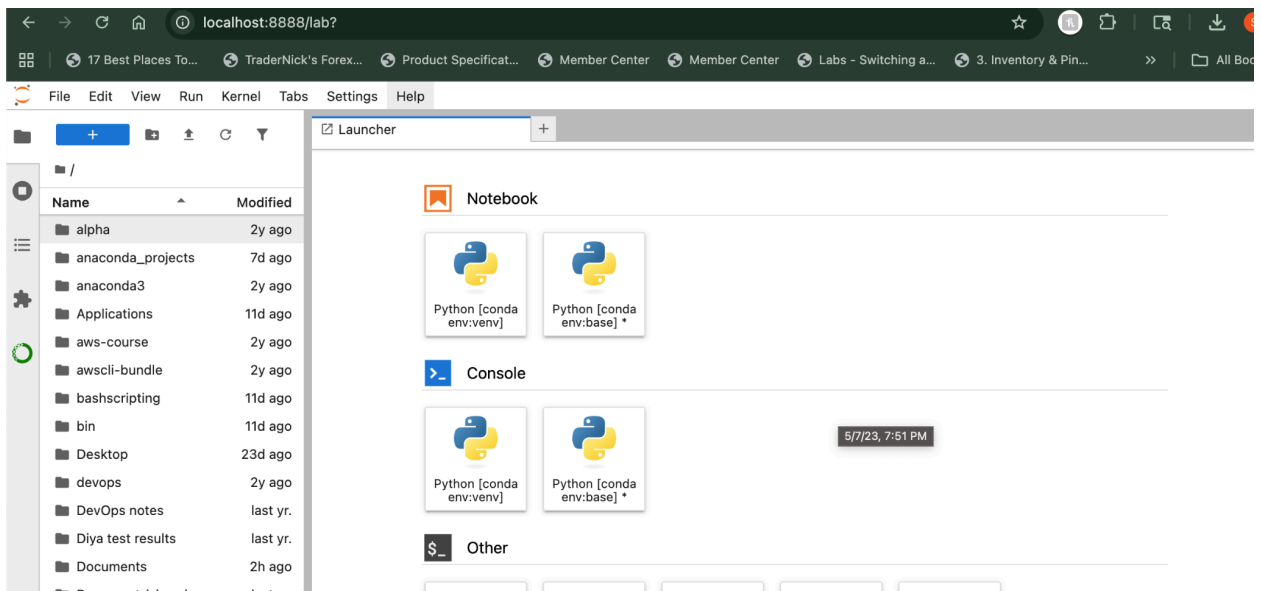 localhost:8888/lab?
17 Best Places To...
TraderNick's Forex...
Product Specificat...
Member Center
Member Center
Labs - Switching a...
3. Inventory & Pin...
»
All Boo
File Edit View Run Kernel Tabs Settings Help
+
Launcher
+
/
Name Modified
alpha 2y ago
anaconda_projects 7d ago
anaconda3 2y ago
Applications 11d ago
aws-course 2y ago
awscli-bundle 2y ago
bashscripting 11d ago
bin 11d ago
Desktop 23d ago
devops 2y ago
DevOps notes last yr.
Diya test results last yr.
Documents 2h ago
Notebook
Python [conda
env:venv]
Python [conda
env:base] *
Console
Python [conda
env:venv]
Python [conda
env:base] *
5/7/23, 7:51 PM
$_ Other